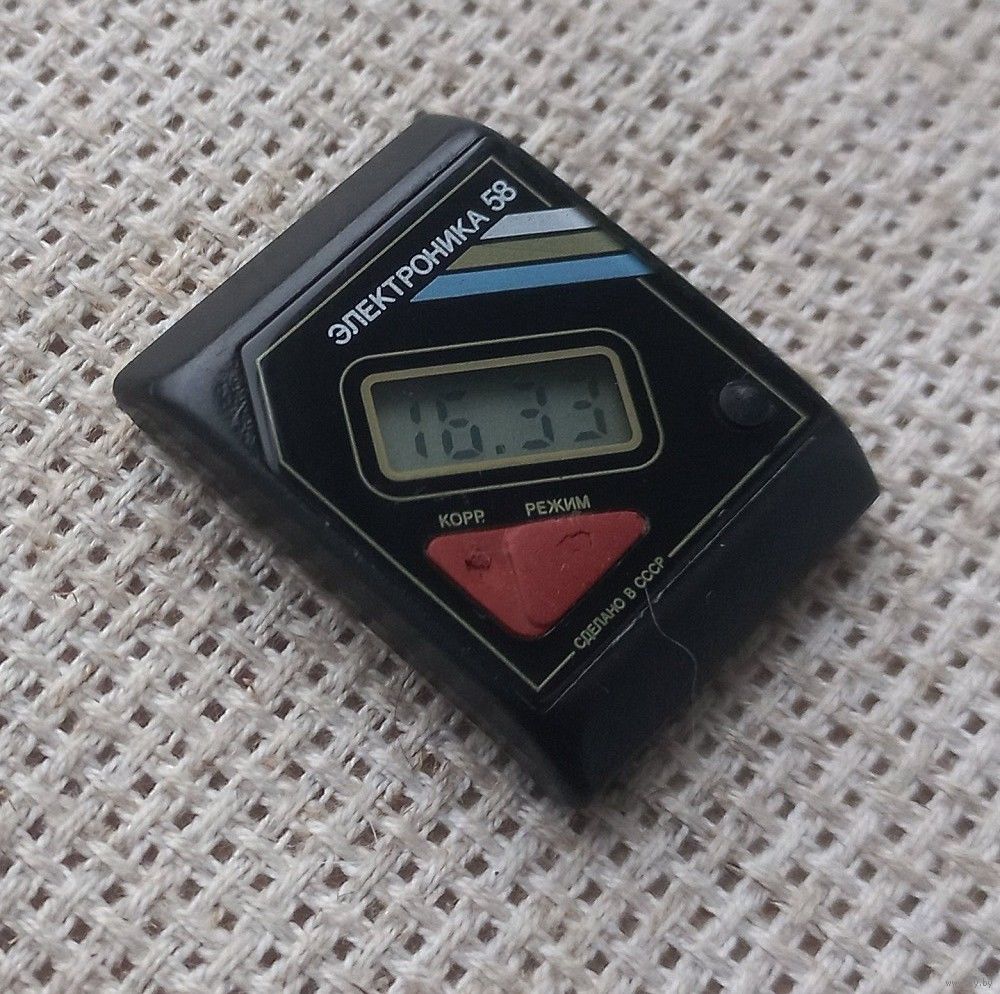 ЭЛЕКТРОНИКА 58
16.33
КОРР. РЕЖИМ
СДЕЛАНО В СССР